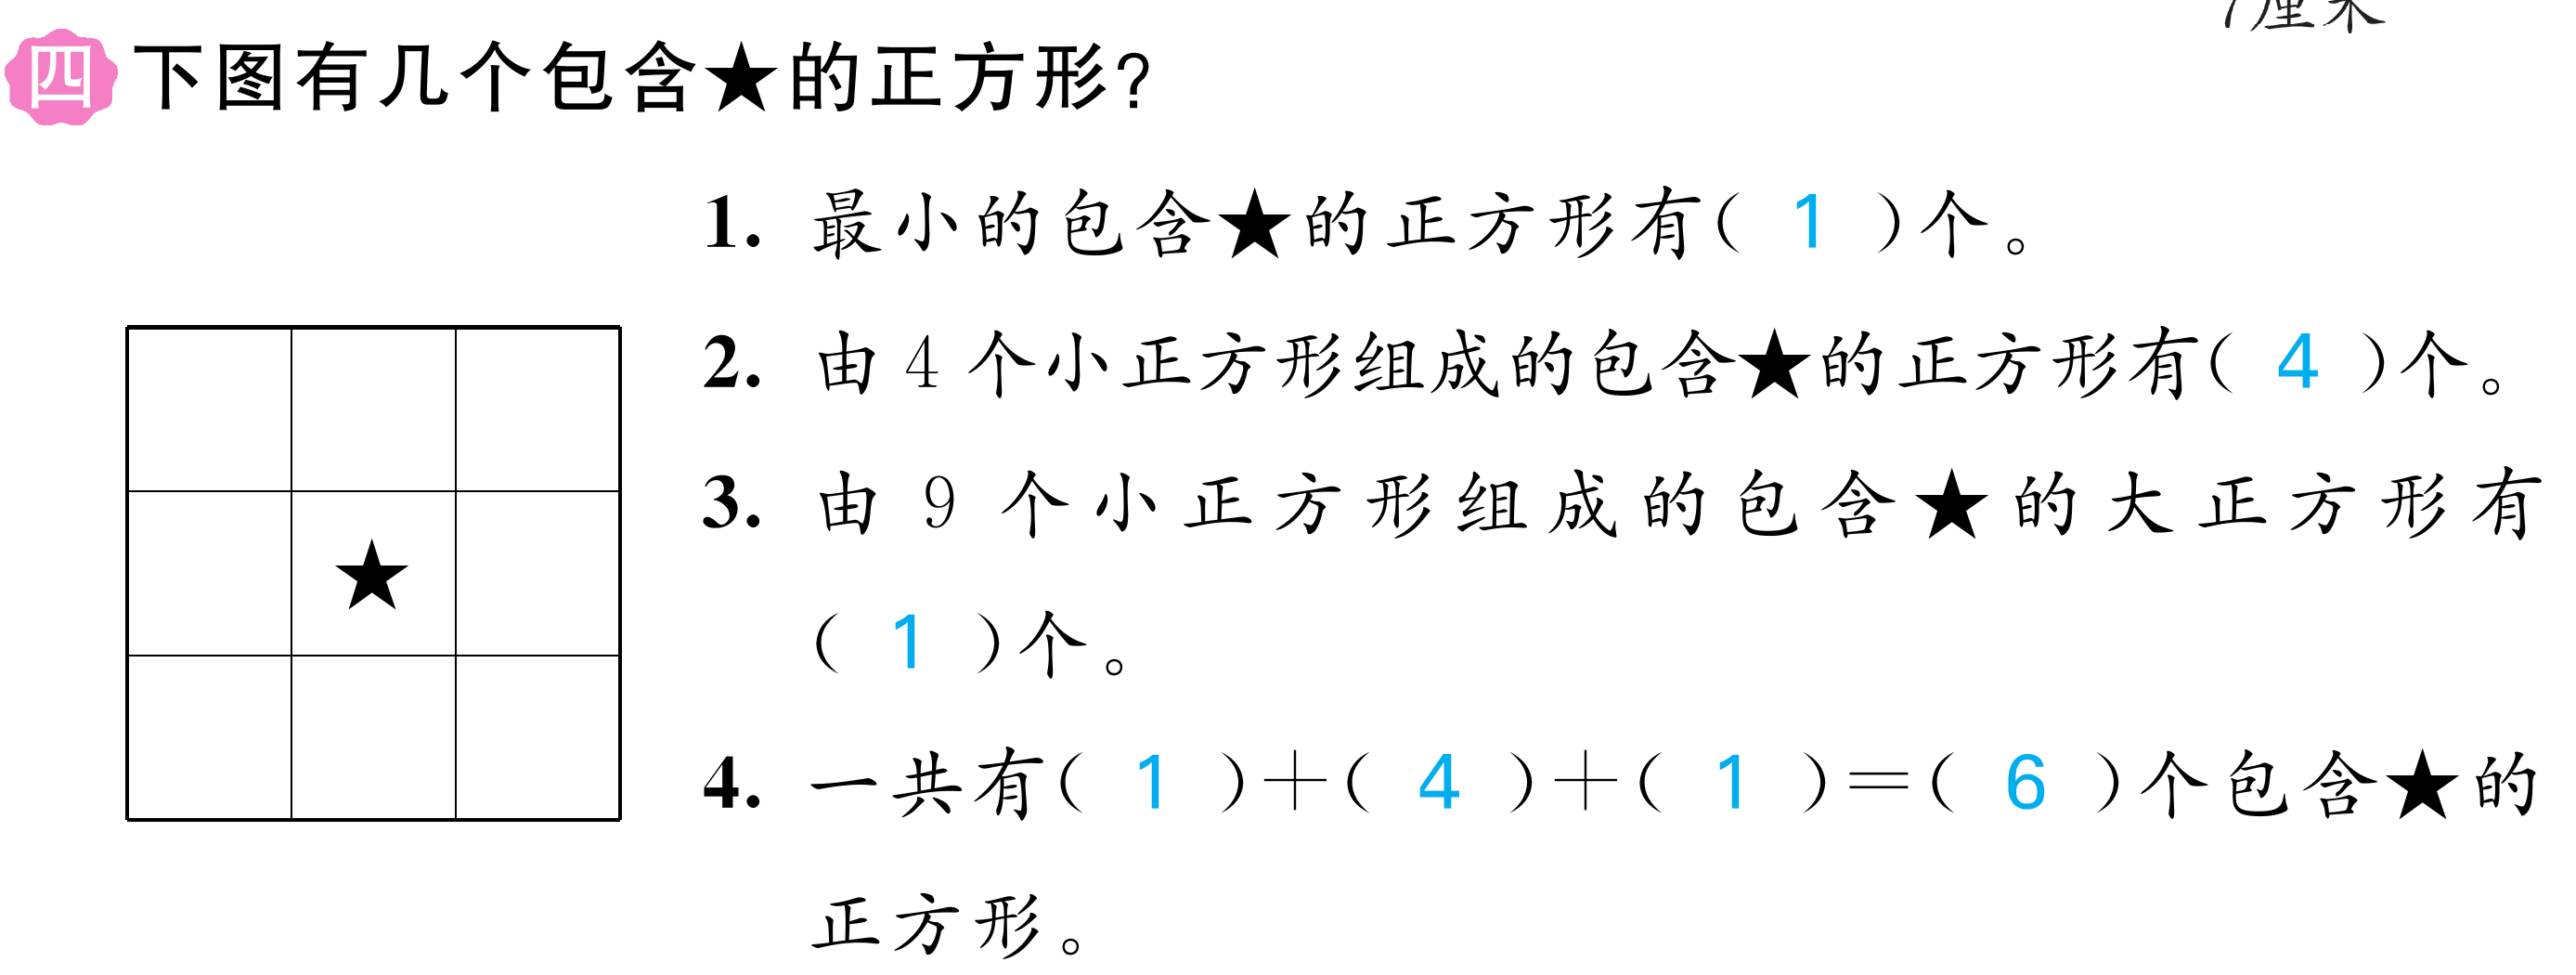 7厘米
四 下图有几个包含★的正方形?
1. 最小的包含★的正方形有( 1 )个。
2. 由 4 个小正方形组成的包含★的正方形有( 4 )个。
3. 由 9 个小正方形组成的包含★的大正方形有
( 1 )个。
★
4. 一共有( 1 )+( 4 )+( 1 )=( 6 )个包含★的
正方形。